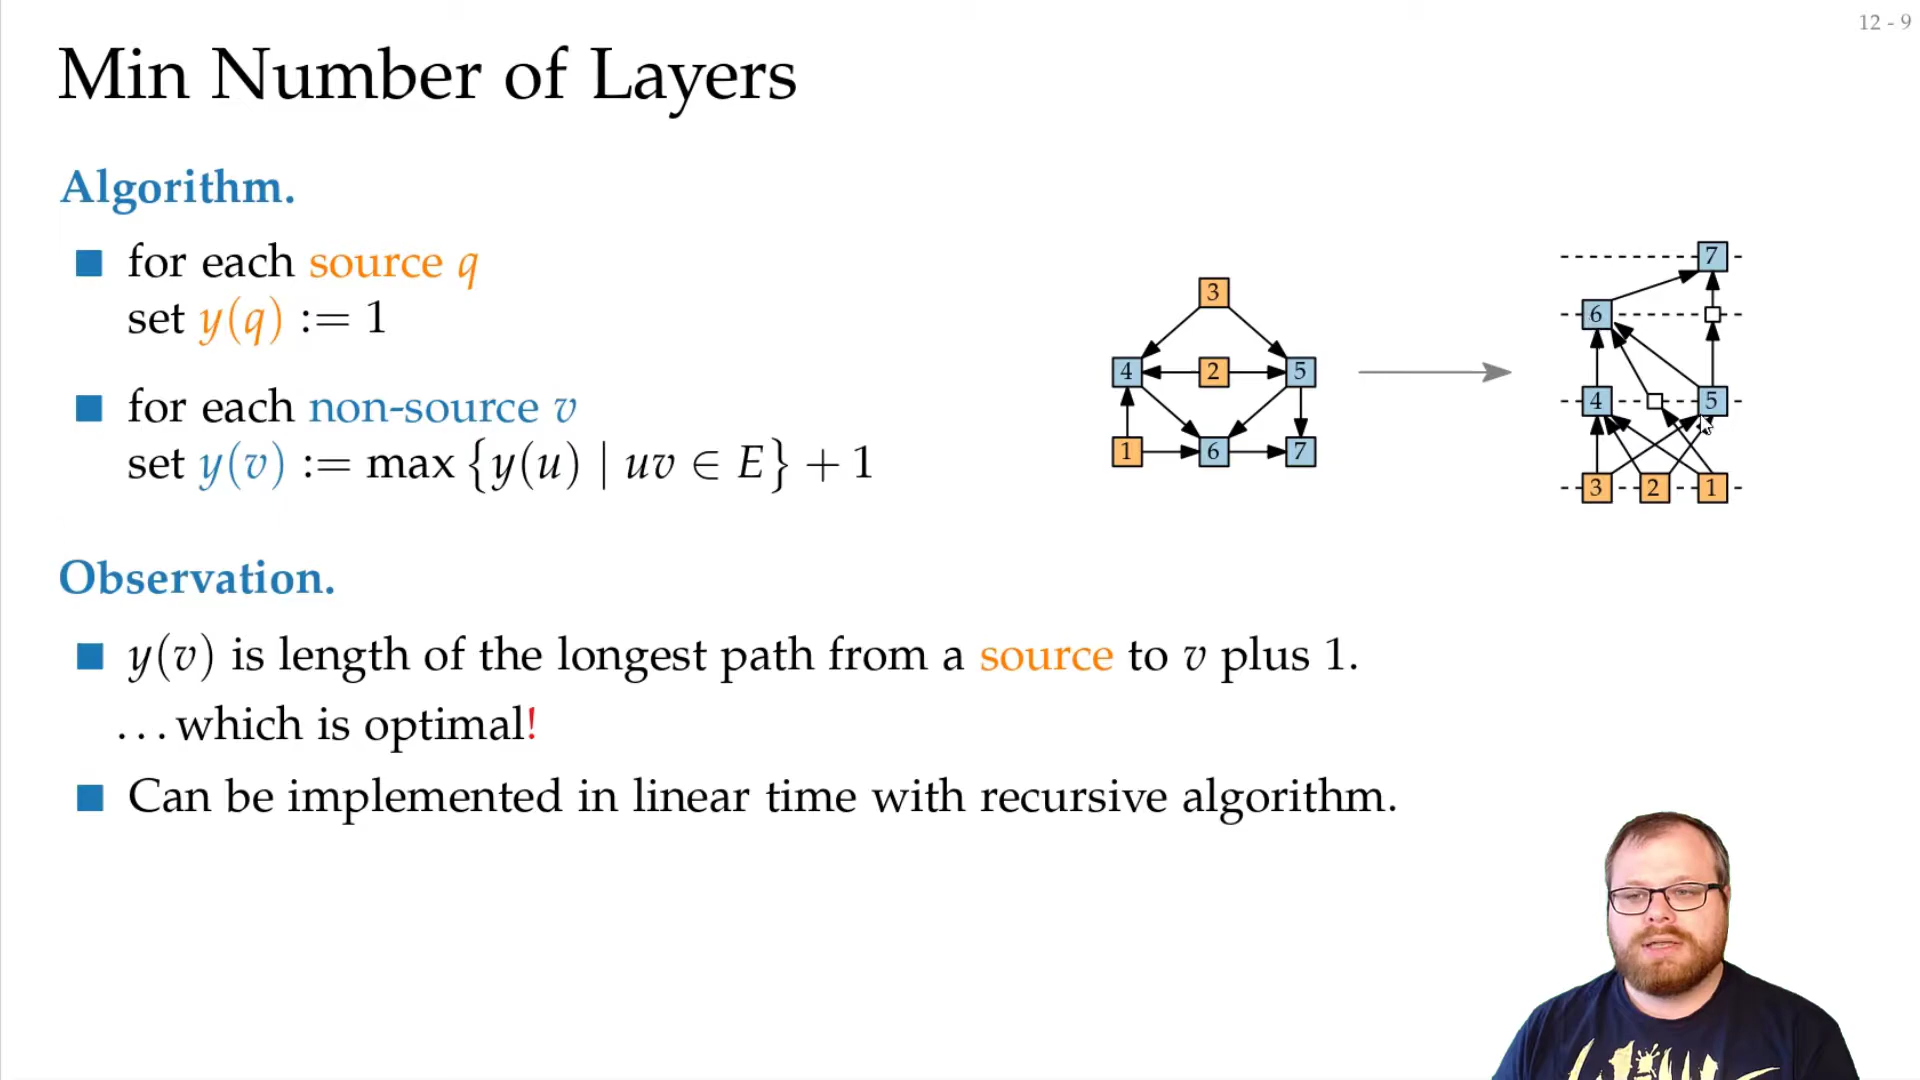 12 - 9
Min Number of Layers
Algorithm.
for each source q
set y(q) := 1
for each non-source v
set y(v) := max {y(u) | uv ∈ E} + 1
3
4 2 5
1 6 7
7
6
4 5
3 2 1
Observation.
y(v) is length of the longest path from a source to v plus 1.
...which is optimal!
Can be implemented in linear time with recursive algorithm.